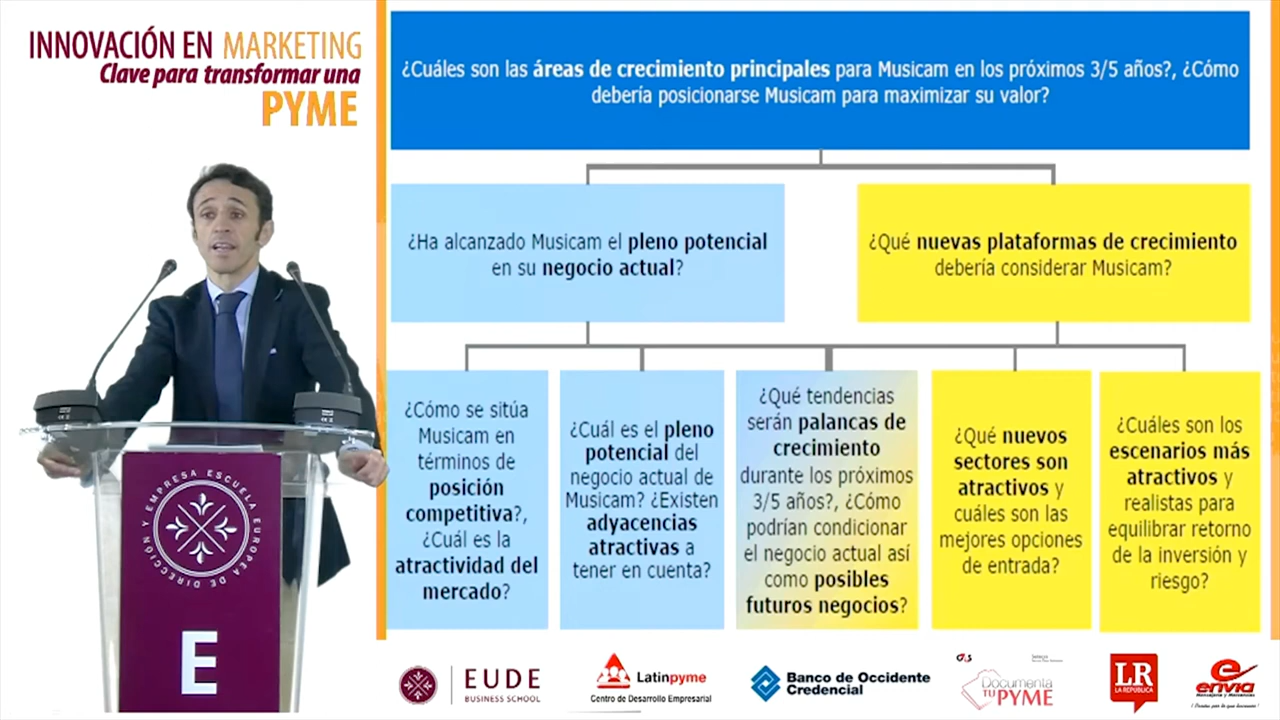 INNOVACIÓN EN MARKETING
Clave para transformar una
PYME
¿Cuáles son las áreas de crecimiento principales para Musicam en los próximos 3/5 años?, ¿Cómo
debería posicionarse Musicam para maximizar su valor?
¿Ha alcanzado Musicam el pleno potencial
en su negocio actual?
¿Qué nuevas plataformas de crecimiento
debería considerar Musicam?
¿Cómo se sitúa
Musicam en
términos de
posición
competitiva?,
¿Cuál es la
atractividad del
mercado?
¿Cuál es el pleno
potencial del
negocio actual de
Musicam? ¿Existen
adyacencias
atractivas a
tener en cuenta?
¿Qué tendencias
serán palancas de
crecimiento
durante los próximos
3/5 años?, ¿Cómo
podrían condicionar
el negocio actual así
como posibles
futuros negocios?
¿Qué nuevos
sectores son
atractivos y
cuáles son las
mejores opciones
de entrada?
¿Cuáles son los
escenarios más
atractivos y
realistas para
equilibrar retorno
de la inversión y
riesgo?
ESCUELA EUROPEA DE DIRECCIÓN Y EMPRESA
E
EUDE
BUSINESS SCHOOL
Latinpyme
Centro de Desarrollo Empresarial
Banco de Occidente
Credencial
G4S
Documenta
TU PYME
LR
LA REPÚBLICA
e
envía
Mensajería y Mercancías